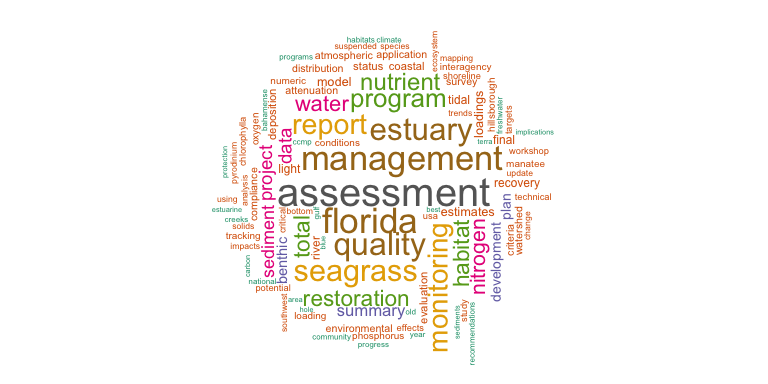 habitats climate
suspended species
programs atmospheric application
ecosystem
mapping
distribution status coastal interagency
shoreline
numeric model nutrient survey
attenuation
water program tidal
loadings
hillsborough
freshwater
targets
deposition
bahamense
oxygen
report estuary trends
implications
chlorophyll
data
ccmp conditions terra final
management workshop
protection
pyrodinium
analysis
compliance
project
light manatee
update
recovery
assessment technical
using
estuarine
creeks
solids
tracking
impacts
sediment
benthic
critical
bottom gulf florida best
usa estimates
plan
total
river
blue
quality monitoring habitat nitrogen
development
criteria
watershed
change
carbon
national
potential
seagrass
evaluation
southwest
area restoration
hole
loading summary old
study
sediments
recommendations
environmental effects
community phosphorus year
progress